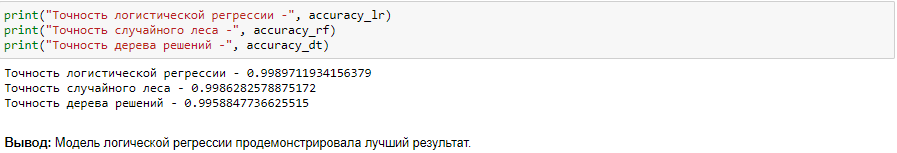 print("Точность логистической регрессии -", accuracy_lr)
print("Точность случайного леса -", accuracy_rf)
print("Точность дерева решений -", accuracy_dt)
Точность логистической регрессии - 0.9989711934156379
Точность случайного леса - 0.9986282578875172
Точность дерева решений - 0.9958847736625515
Вывод: Модель логической регрессии продемонстрировала лучший результат.